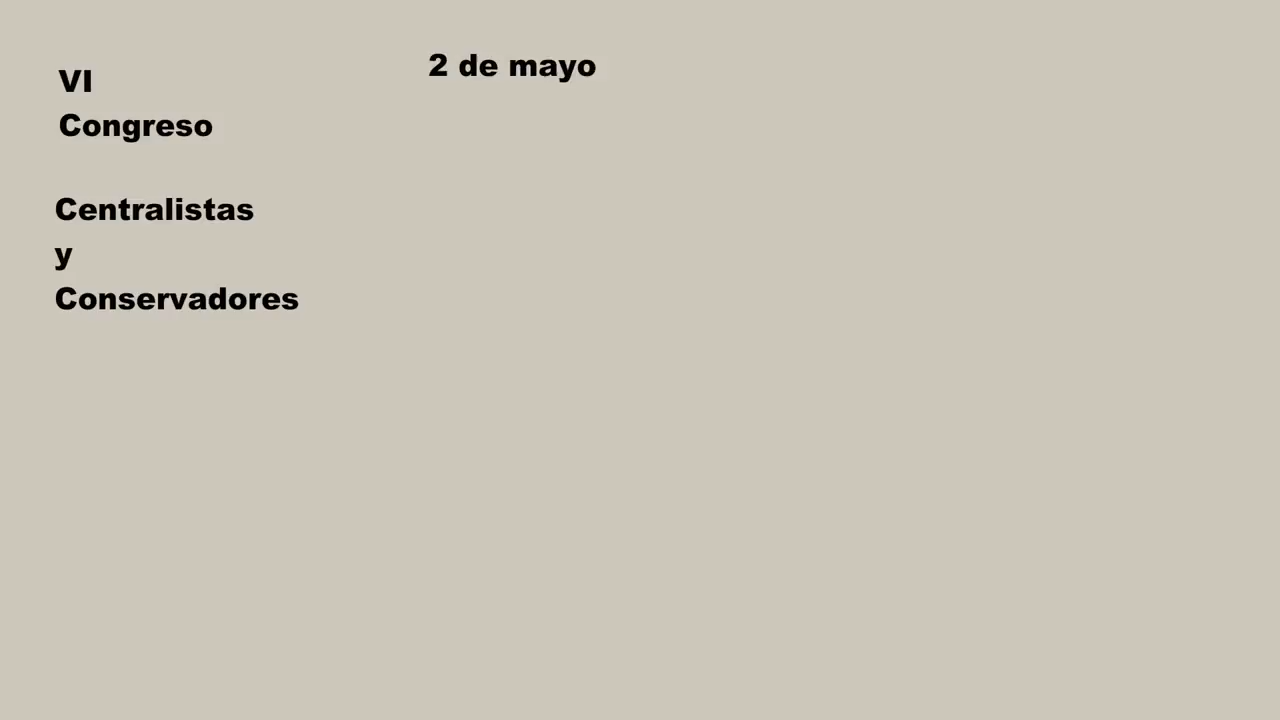 VI
Congreso
Centralistas
y
Conservadores
2 de mayo